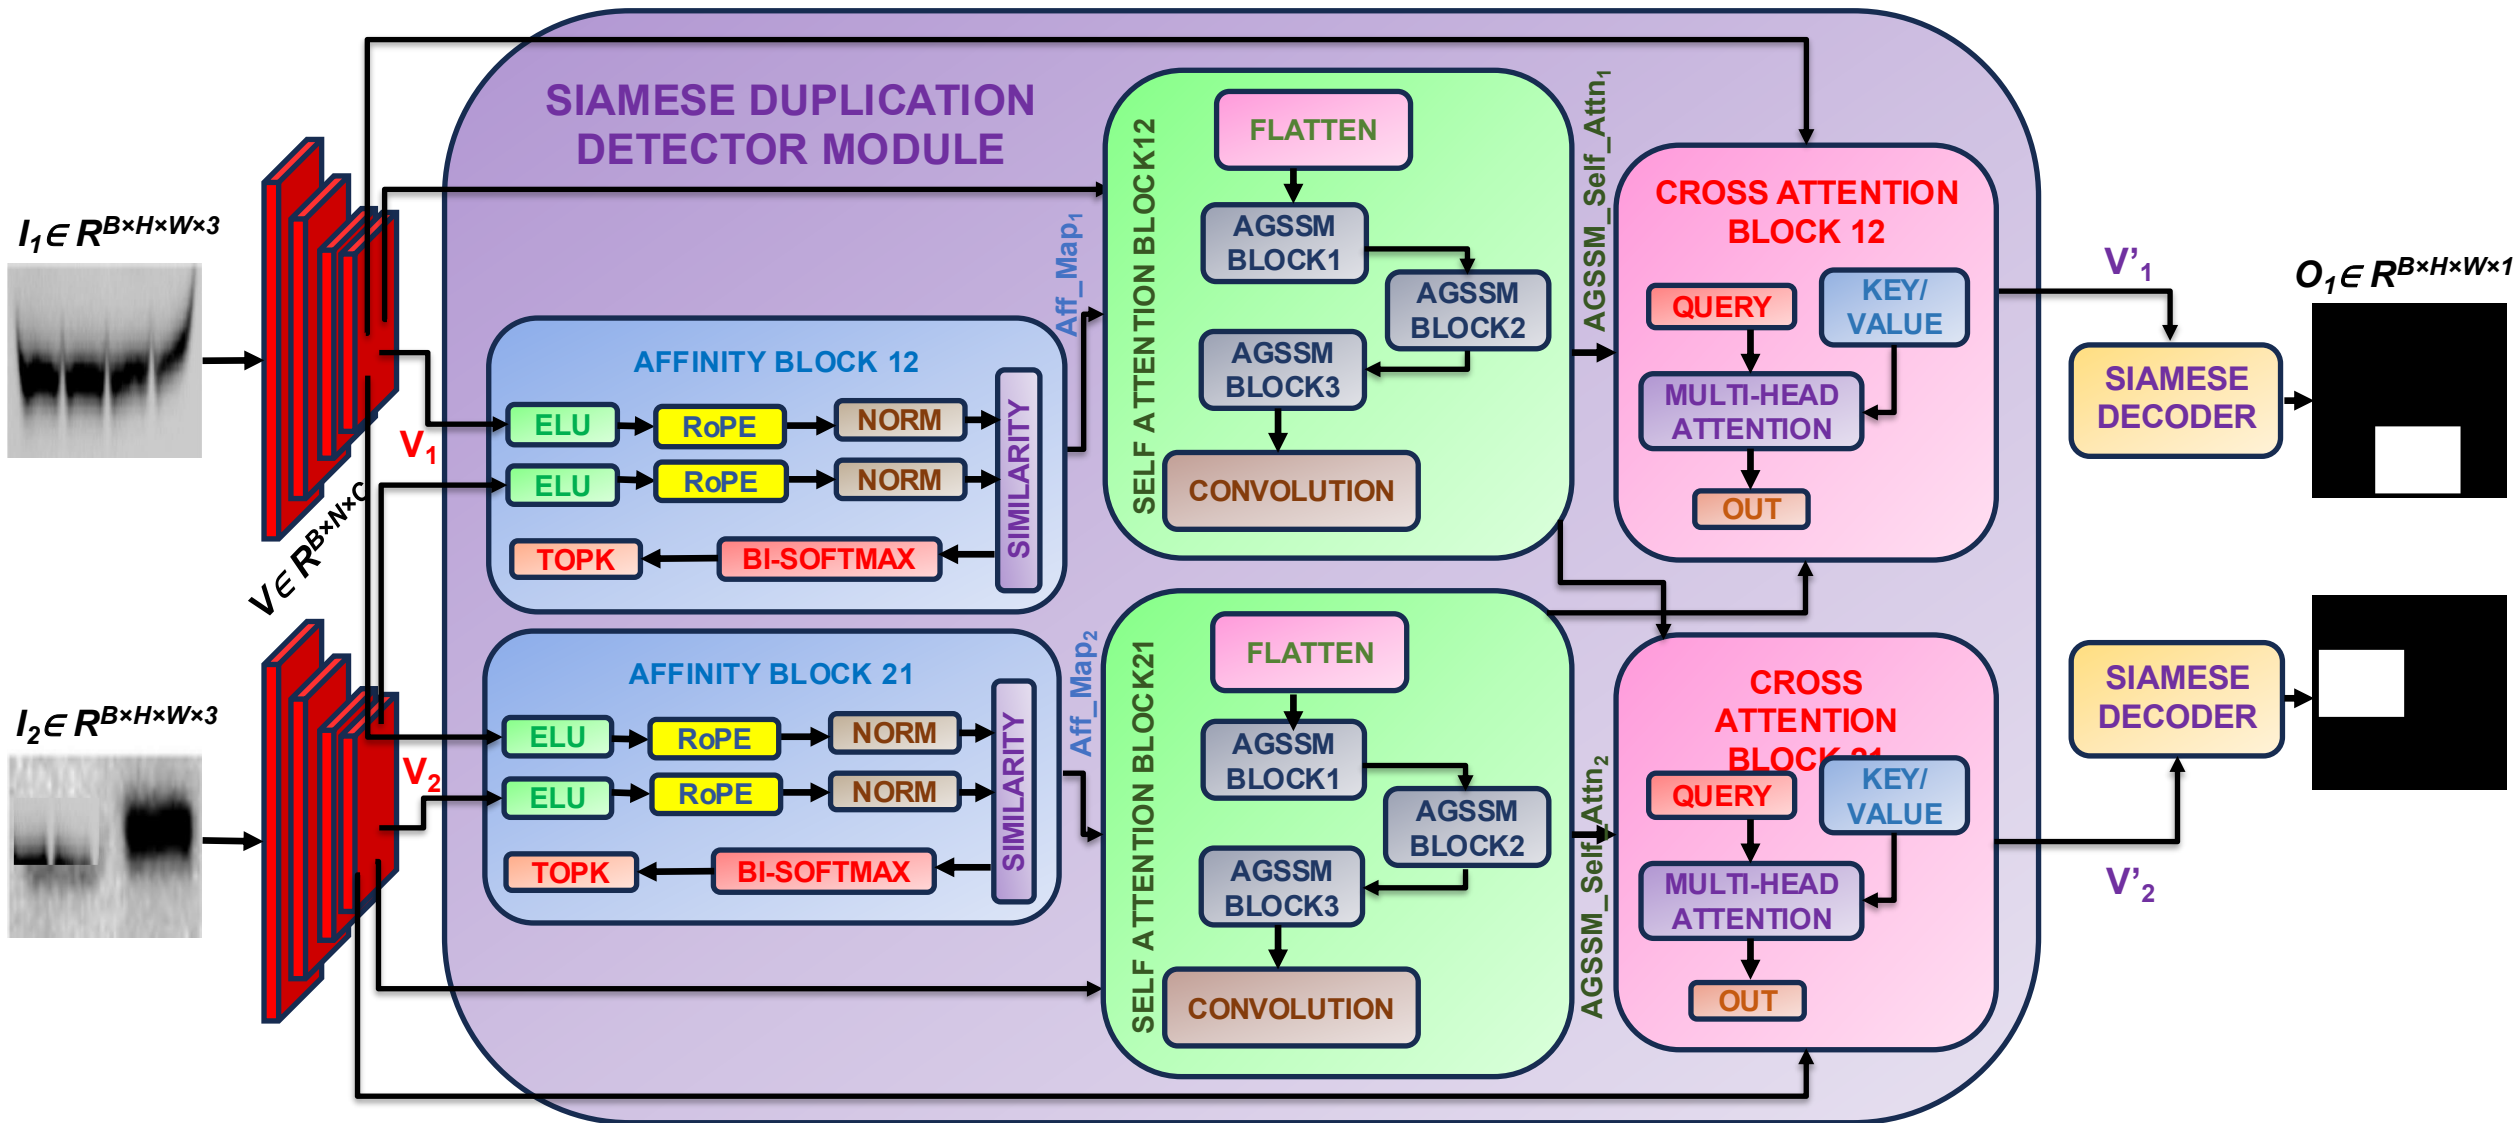 SIAMESE DUPLICATION
DETECTOR MODULE
I₁∈ R^B×H×W×3
V∈ R^B×N×C
I₂∈ R^B×H×W×3
V₁
V₂
AFFINITY BLOCK 12
ELU
RoPE
NORM
ELU
RoPE
NORM
SIMILARITY
TOPK
BI-SOFTMAX
Aff_Map₁
AFFINITY BLOCK 21
ELU
RoPE
NORM
ELU
RoPE
NORM
SIMILARITY
TOPK
BI-SOFTMAX
Aff_Map₂
SELF ATTENTION BLOCK12
FLATTEN
AGSSM
BLOCK1
AGSSM
BLOCK2
AGSSM
BLOCK3
CONVOLUTION
AGSSM_Self_Attn₁
SELF ATTENTION BLOCK21
FLATTEN
AGSSM
BLOCK1
AGSSM
BLOCK2
AGSSM
BLOCK3
CONVOLUTION
AGSSM_Self_Attn₂
CROSS ATTENTION
BLOCK 12
QUERY
KEY/
VALUE
MULTI-HEAD
ATTENTION
OUT
CROSS
ATTENTION
BLOCK 21
QUERY
KEY/
VALUE
MULTI-HEAD
ATTENTION
OUT
V’₁
V’₂
SIAMESE
DECODER
SIAMESE
DECODER
O₁∈ R^B×H×W×1